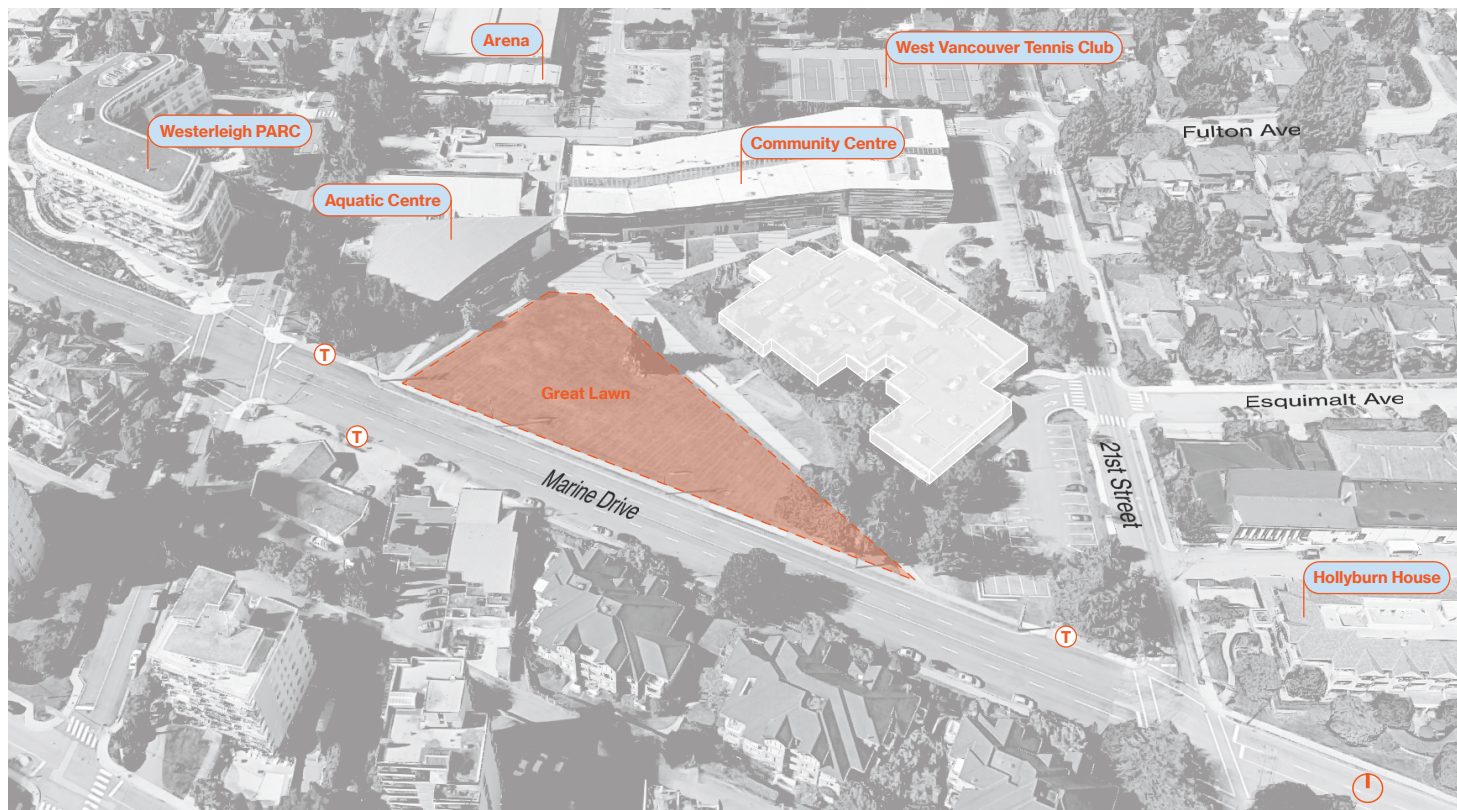 Arena
West Vancouver Tennis Club
Westerleigh PARC
Fulton Ave
Community Centre
Aquatic Centre
T
Great Lawn
Esquimalt Ave
T
Marine Drive
21st Street
Hollyburn House
T